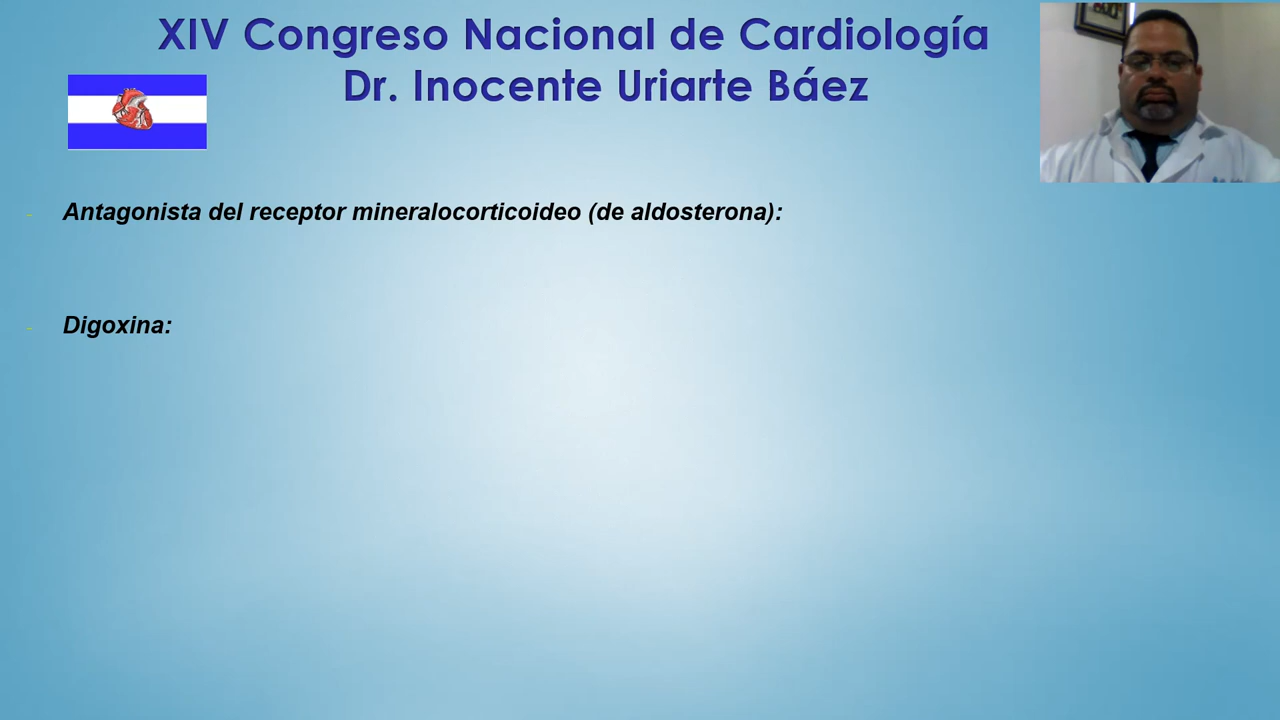 XIV Congreso Nacional de Cardiología
Dr. Inocente Uriarte Báez
- Antagonista del receptor mineralocorticoideo (de aldosterona):
- Digoxina: